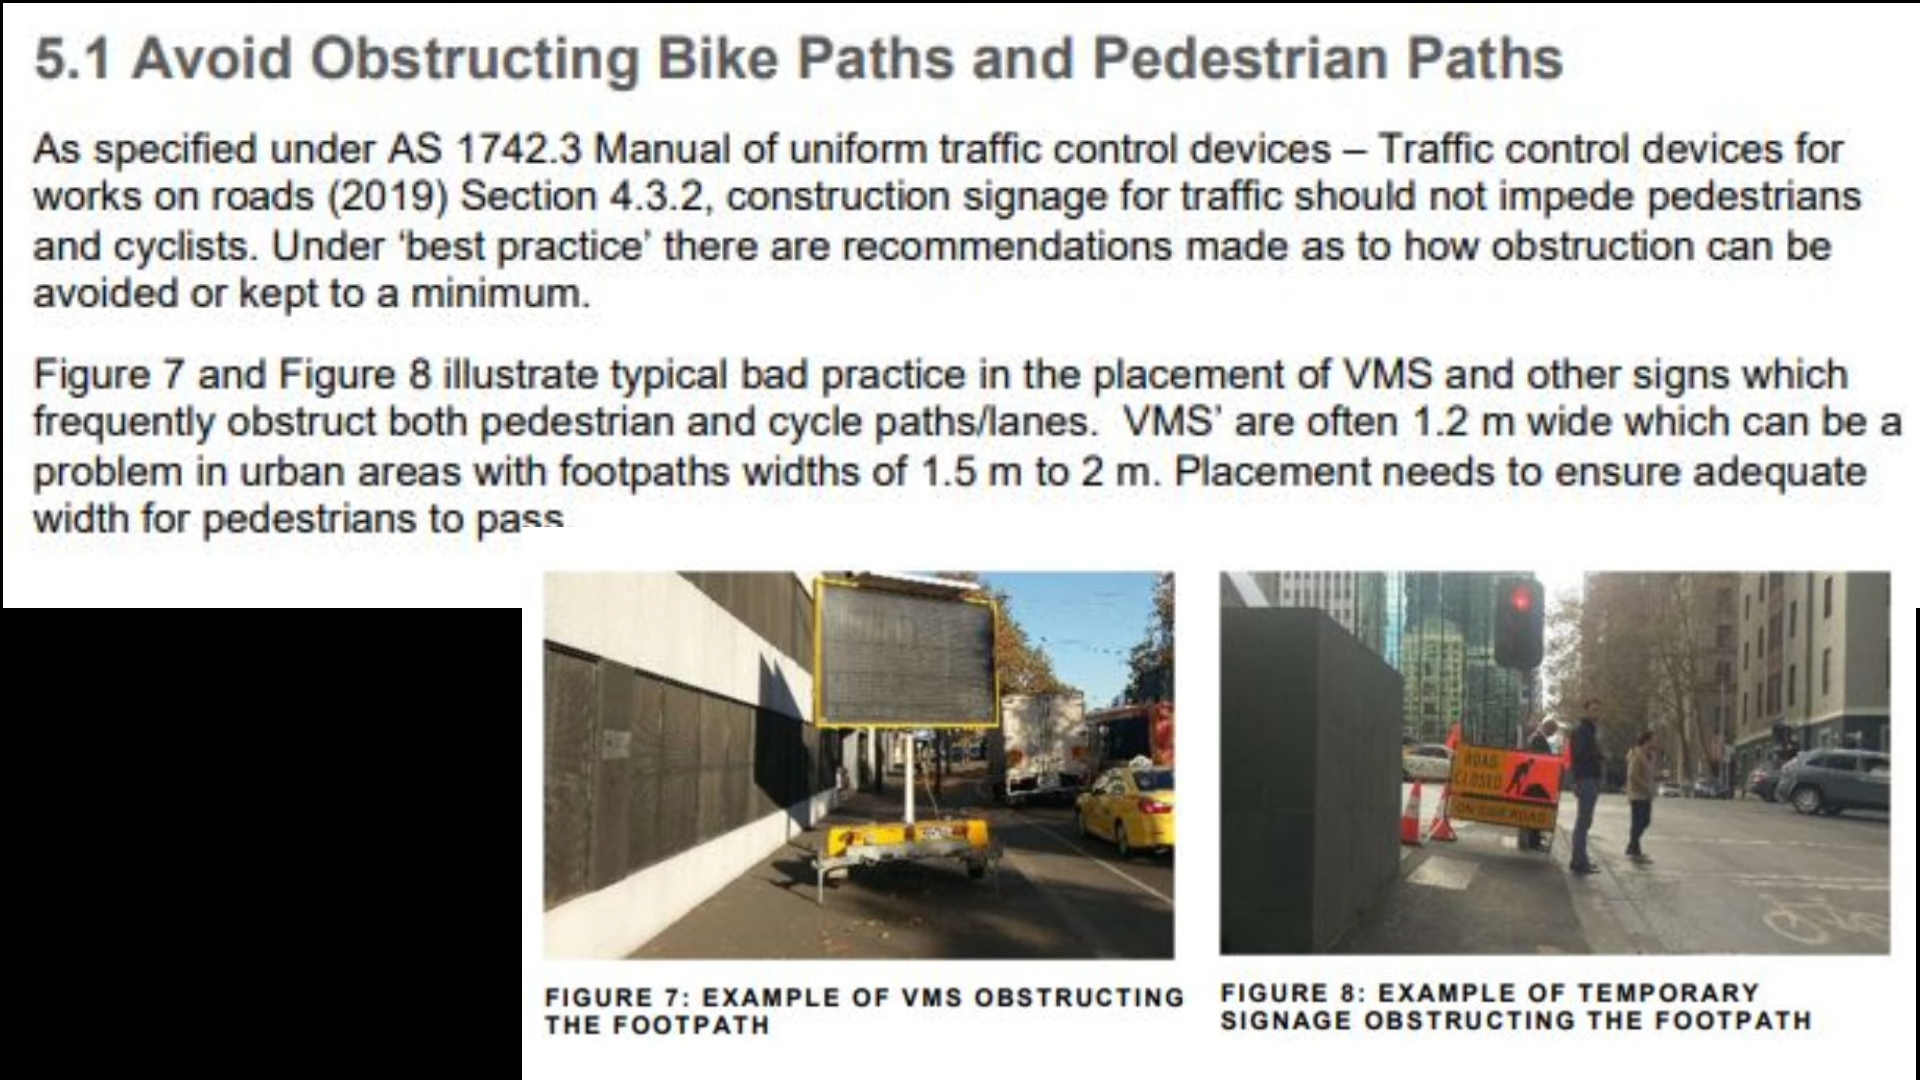 5.1 Avoid Obstructing Bike Paths and Pedestrian Paths
As specified under AS 1742.3 Manual of uniform traffic control devices – Traffic control devices for
works on roads (2019) Section 4.3.2, construction signage for traffic should not impede pedestrians
and cyclists. Under ‘best practice’ there are recommendations made as to how obstruction can be
avoided or kept to a minimum.
Figure 7 and Figure 8 illustrate typical bad practice in the placement of VMS and other signs which
frequently obstruct both pedestrian and cycle paths/lanes.  VMS’ are often 1.2 m wide which can be a
problem in urban areas with footpaths widths of 1.5 m to 2 m. Placement needs to ensure adequate
width for pedestrians to pass
ROAD
CLOSED
ON SIDE ROAD
FIGURE 7: EXAMPLE OF VMS OBSTRUCTING
THE FOOTPATH
FIGURE 8: EXAMPLE OF TEMPORARY
SIGNAGE OBSTRUCTING THE FOOTPATH